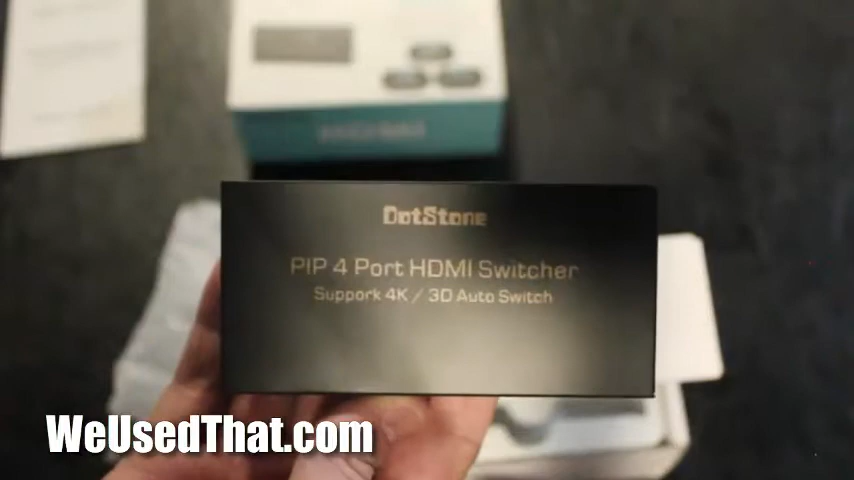 DotStone
PIP 4 Port HDMI Switcher
Suppork 4K / 3D Auto Switch
WeUsedThat.com